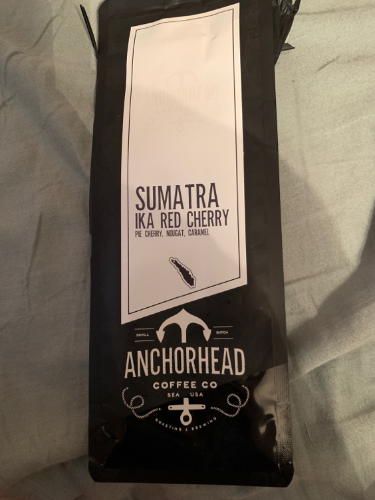 SUMATRA
IKA RED CHERRY
PIE CHERRY, NOUGAT, CARAMEL
SMALL BATCH
ANCHORHEAD
COFFEE CO
SEA USA
ROASTING & BREWING